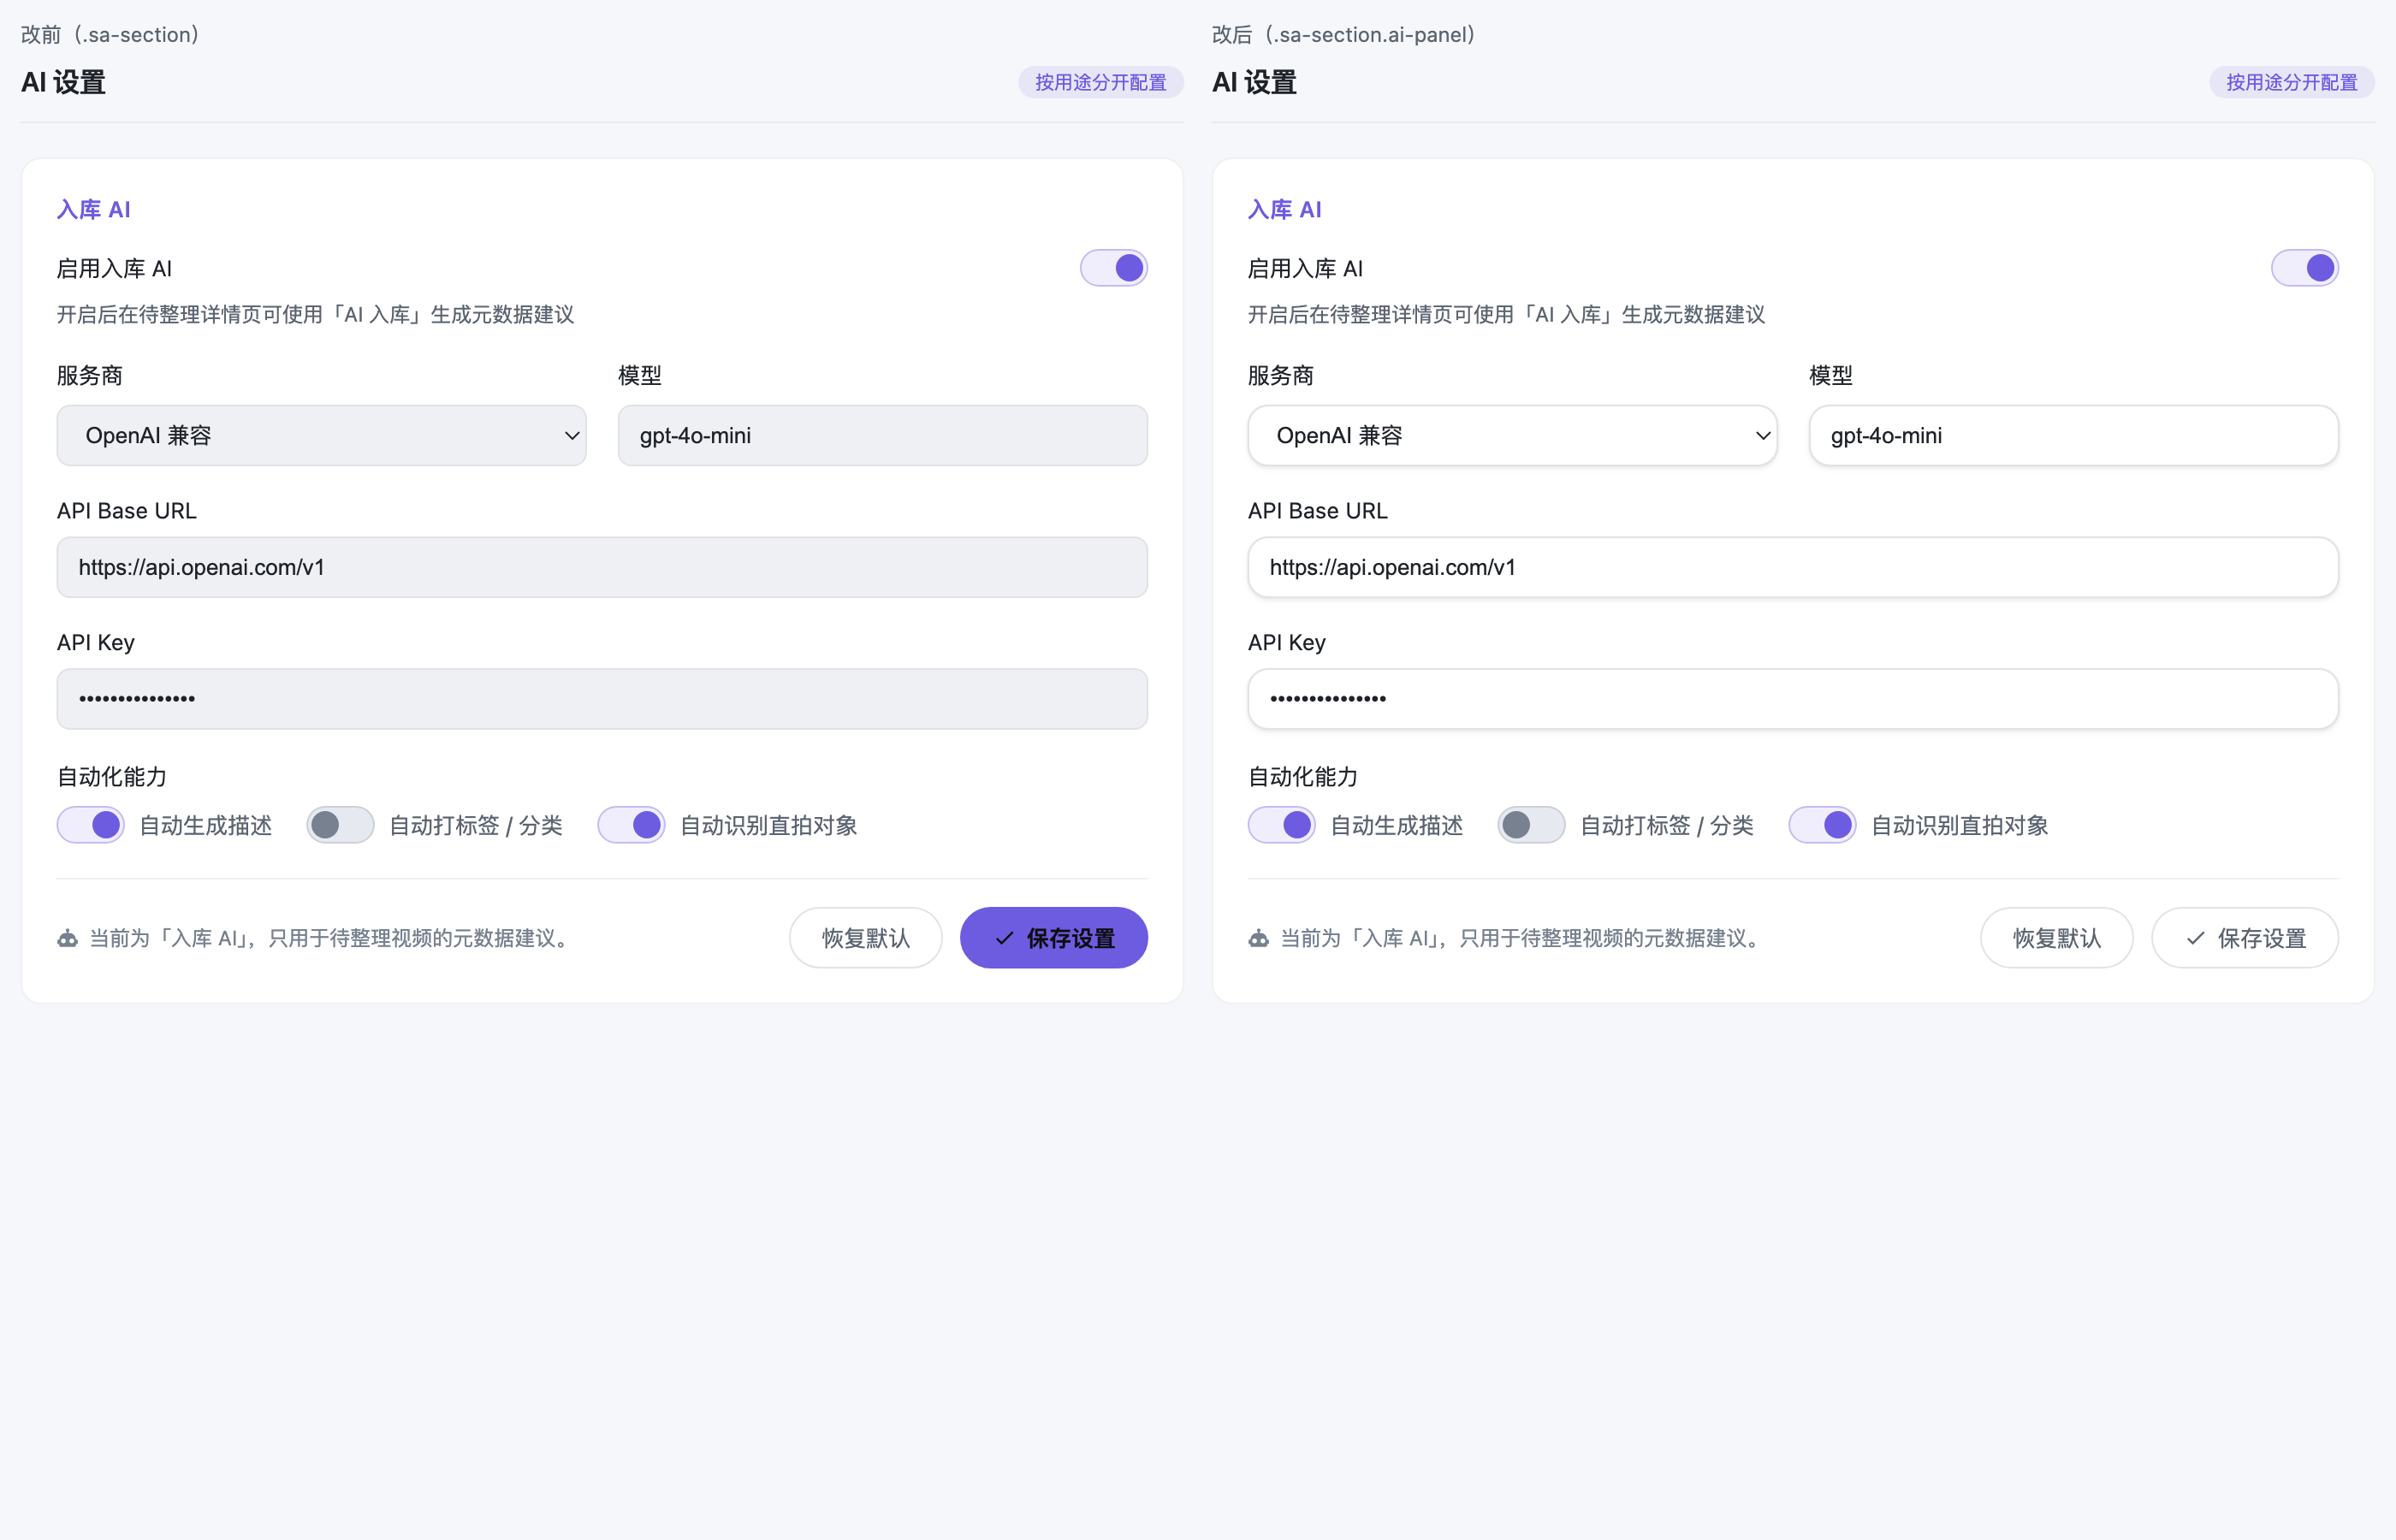 改前（.sa-section）
AI 设置
按用途分开配置
入库 AI
启用入库 AI
开启后在待整理详情页可使用「AI 入库」生成元数据建议
服务商
模型
OpenAI 兼容
gpt-4o-mini
API Base URL
https://api.openai.com/v1
API Key
•••••••••••••••
自动化能力
自动生成描述
自动打标签 / 分类
自动识别直拍对象
当前为「入库 AI」，只用于待整理视频的元数据建议。
恢复默认
保存设置
改后（.sa-section.ai-panel）
AI 设置
按用途分开配置
入库 AI
启用入库 AI
开启后在待整理详情页可使用「AI 入库」生成元数据建议
服务商
模型
OpenAI 兼容
gpt-4o-mini
API Base URL
https://api.openai.com/v1
API Key
•••••••••••••••
自动化能力
自动生成描述
自动打标签 / 分类
自动识别直拍对象
当前为「入库 AI」，只用于待整理视频的元数据建议。
恢复默认
保存设置